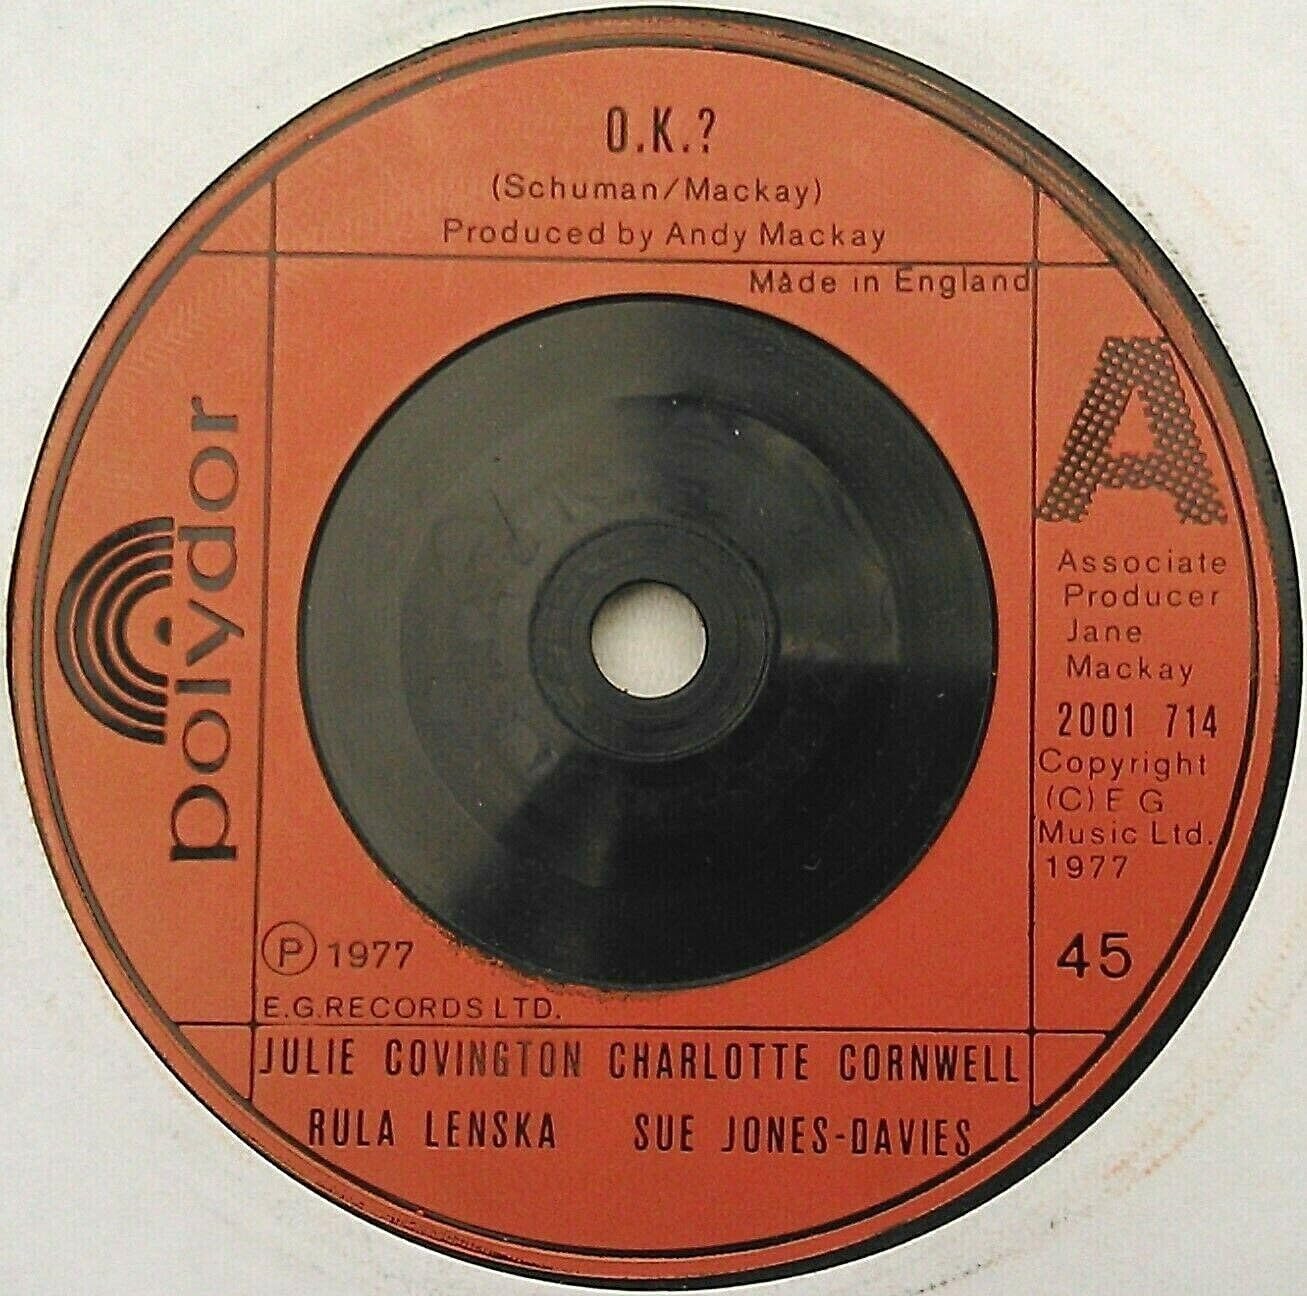 O.K.?
(Schuman/Mackay)
Produced by Andy Mackay
Made in England
polydor
A
Associate
Producer
Jane
Mackay
2001 714
Copyright
(C) E G
Music Ltd.
1977
45
Ⓟ 1977
E.G.RECORDS LTD.
JULIE COVINGTON CHARLOTTE CORNWELL
RULA LENSKA SUE JONES-DAVIES